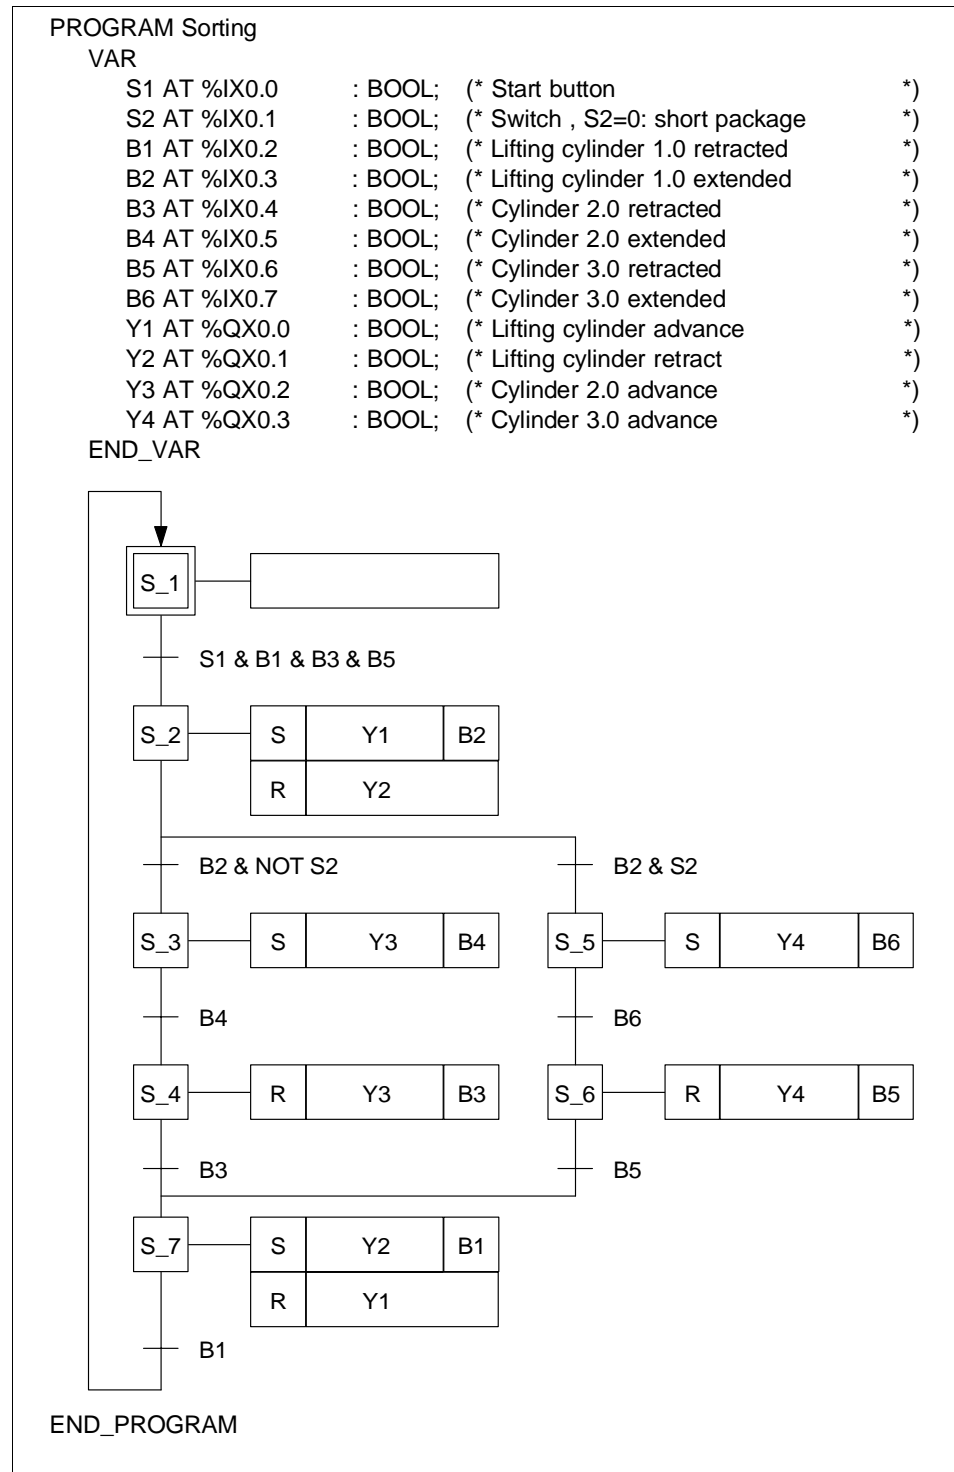 PROGRAM Sorting
VAR
S1 AT %IX0.0 : BOOL; (* Start button *)
S2 AT %IX0.1 : BOOL; (* Switch , S2=0: short package *)
B1 AT %IX0.2 : BOOL; (* Lifting cylinder 1.0 retracted *)
B2 AT %IX0.3 : BOOL; (* Lifting cylinder 1.0 extended *)
B3 AT %IX0.4 : BOOL; (* Cylinder 2.0 retracted *)
B4 AT %IX0.5 : BOOL; (* Cylinder 2.0 extended *)
B5 AT %IX0.6 : BOOL; (* Cylinder 3.0 retracted *)
B6 AT %IX0.7 : BOOL; (* Cylinder 3.0 extended *)
Y1 AT %QX0.0 : BOOL; (* Lifting cylinder advance *)
Y2 AT %QX0.1 : BOOL; (* Lifting cylinder retract *)
Y3 AT %QX0.2 : BOOL; (* Cylinder 2.0 advance *)
Y4 AT %QX0.3 : BOOL; (* Cylinder 3.0 advance *)
END_VAR
S_1
S1 & B1 & B3 & B5
S_2 S Y1 B2
R Y2
B2 & NOT S2 B2 & S2
S_3 S Y3 B4 S_5 S Y4 B6
B4 B6
S_4 R Y3 B3 S_6 R Y4 B5
B3 B5
S_7 S Y2 B1
R Y1
B1
END_PROGRAM